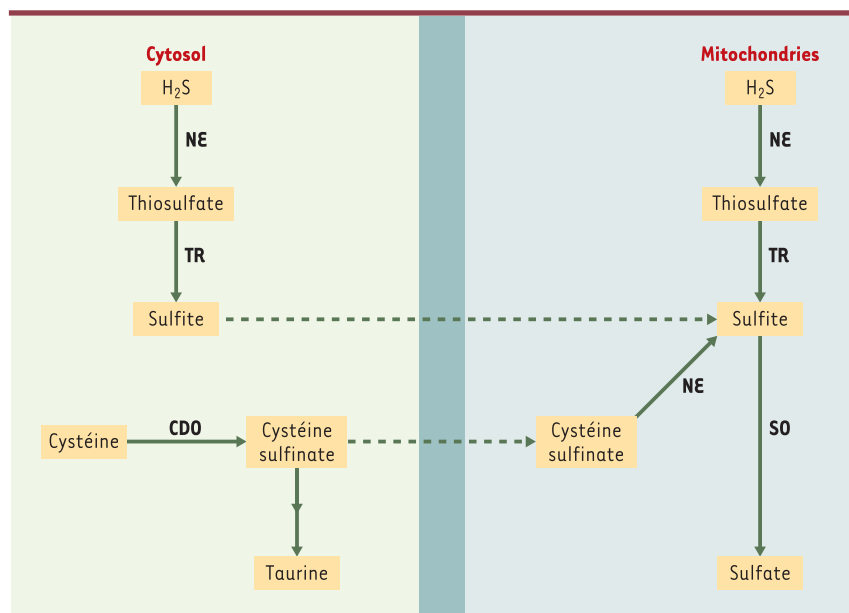 Cytosol
Mitochondries
H₂S
H₂S
NE
NE
Thiosulfate
Thiosulfate
TR
TR
Sulfite
Sulfite
NE
Cystéine
CDO
Cystéine
sulfinate
Cystéine
sulfinate
SO
Taurine
Sulfate